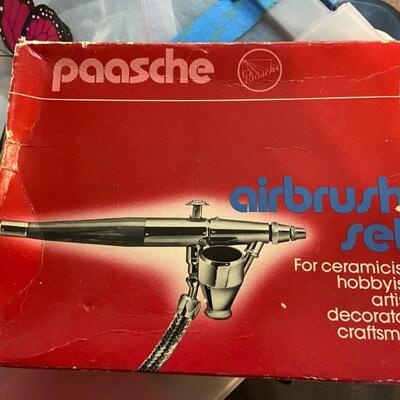 paasche
Paasche
airbrush
set
For ceramicis
hobbyis
artis
decorato
craftsm